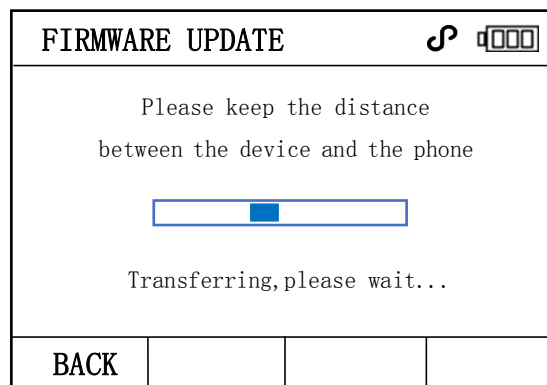 FIRMWARE UPDATE
Please keep the distance
between the device and the phone
Transferring,please wait...
BACK